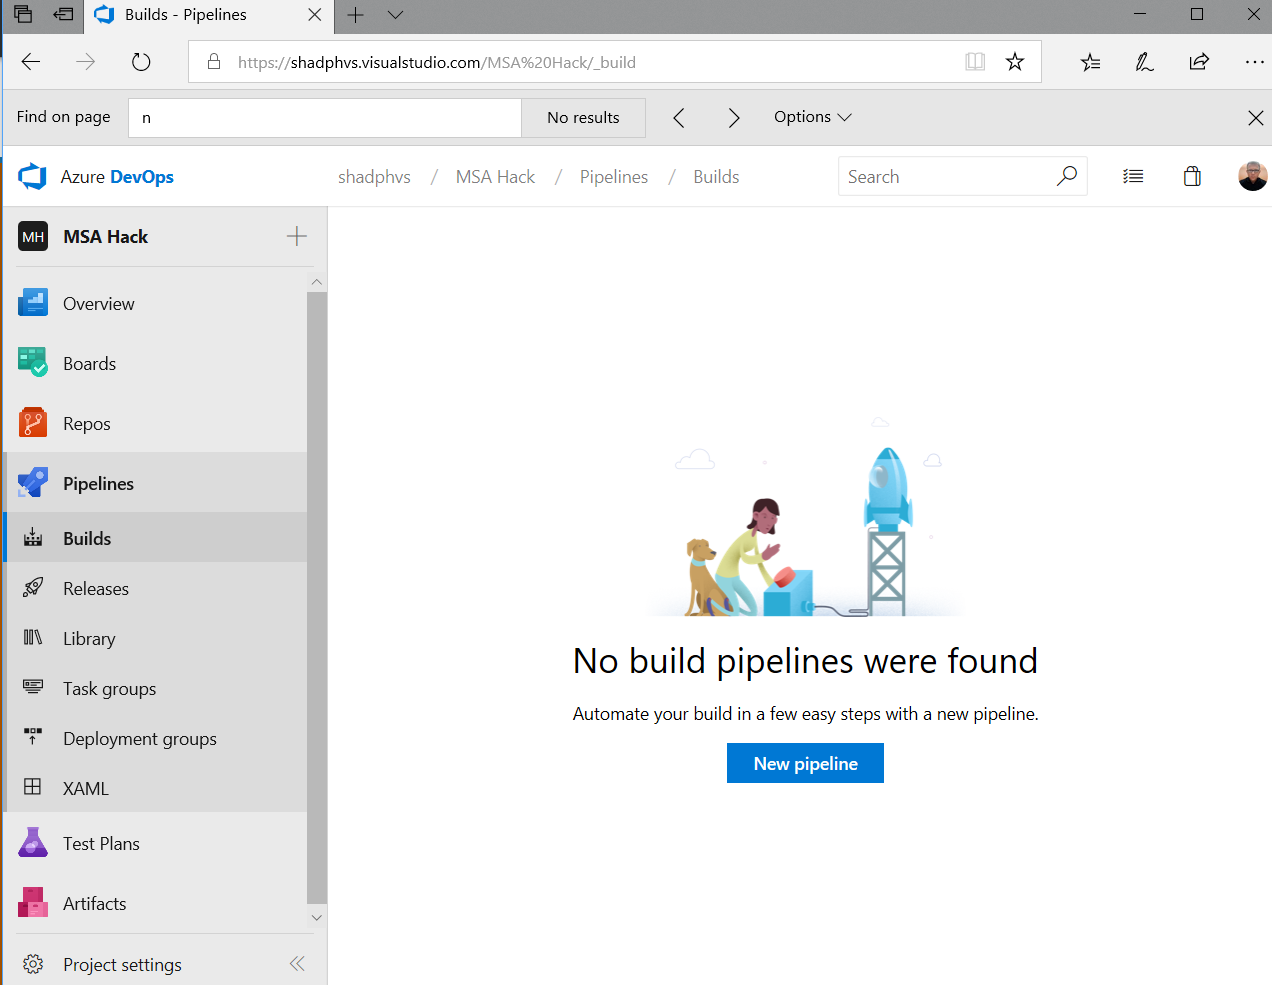 Builds - Pipelines
https://shadphvs.visualstudio.com/MSA%20Hack/_build
Find on page n No results Options
Azure DevOps shadphvs / MSA Hack / Pipelines / Builds Search
MH MSA Hack
Overview
Boards
Repos
Pipelines
Builds
Releases
Library
Task groups
Deployment groups
XAML
Test Plans
Artifacts
Project settings
No build pipelines were found
Automate your build in a few easy steps with a new pipeline.
New pipeline